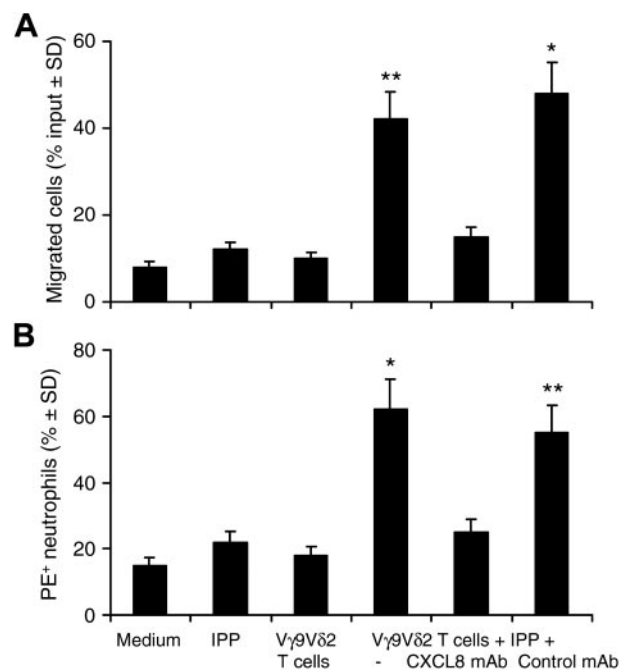 A
Migrated cells (% input ± SD)
60
40
20
0
**
*
B
PE⁺ neutrophils (% ± SD)
80
60
40
20
0
*
**
Medium IPP Vγ9Vδ2 Vγ9Vδ2 T cells + IPP +
T cells - CXCL8 mAb Control mAb